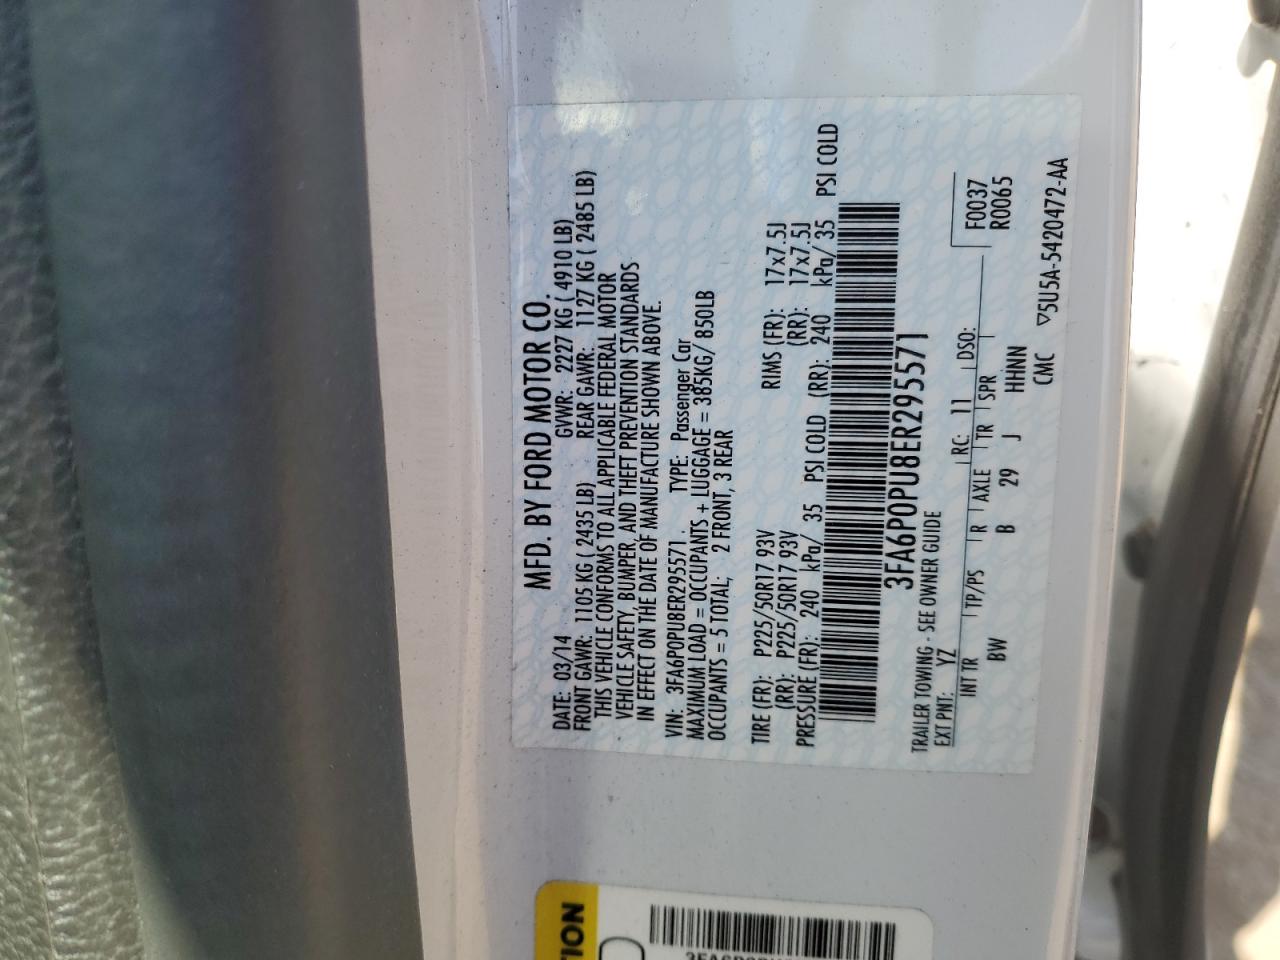 MFD. BY FORD MOTOR CO.
DATE: 03/14 GVWR: 2227 KG ( 4910 LB)
FRONT GAWR: 1105 KG ( 2435 LB) REAR GAWR: 1127 KG ( 2485 LB)
THIS VEHICLE CONFORMS TO ALL APPLICABLE FEDERAL MOTOR
VEHICLE SAFETY, BUMPER, AND THEFT PREVENTION STANDARDS
IN EFFECT ON THE DATE OF MANUFACTURE SHOWN ABOVE.
VIN: 3FA6P0PU8ER295571 TYPE: Passenger Car
MAXIMUM LOAD = OCCUPANTS + LUGGAGE = 385KG/ 850LB
OCCUPANTS = 5 TOTAL; 2 FRONT, 3 REAR
TIRE (FR): P225/50R17 93V RIMS (FR): 17x7.5J
(RR): P225/50R17 93V (RR): 17x7.5J
PRESSURE (FR): 240 kPa/ 35 PSI COLD (RR): 240 kPa/ 35 PSI COLD
3FA6P0PU8ER295571
TRAILER TOWING - SEE OWNER GUIDE
EXT PNT: YZ RC: 11 DSO: F0037
R0065
INT TR TP/PS R AXLE TR SPR
BW B 29 J HHNN
CMC ▽5U5A-5420472-AA
TION